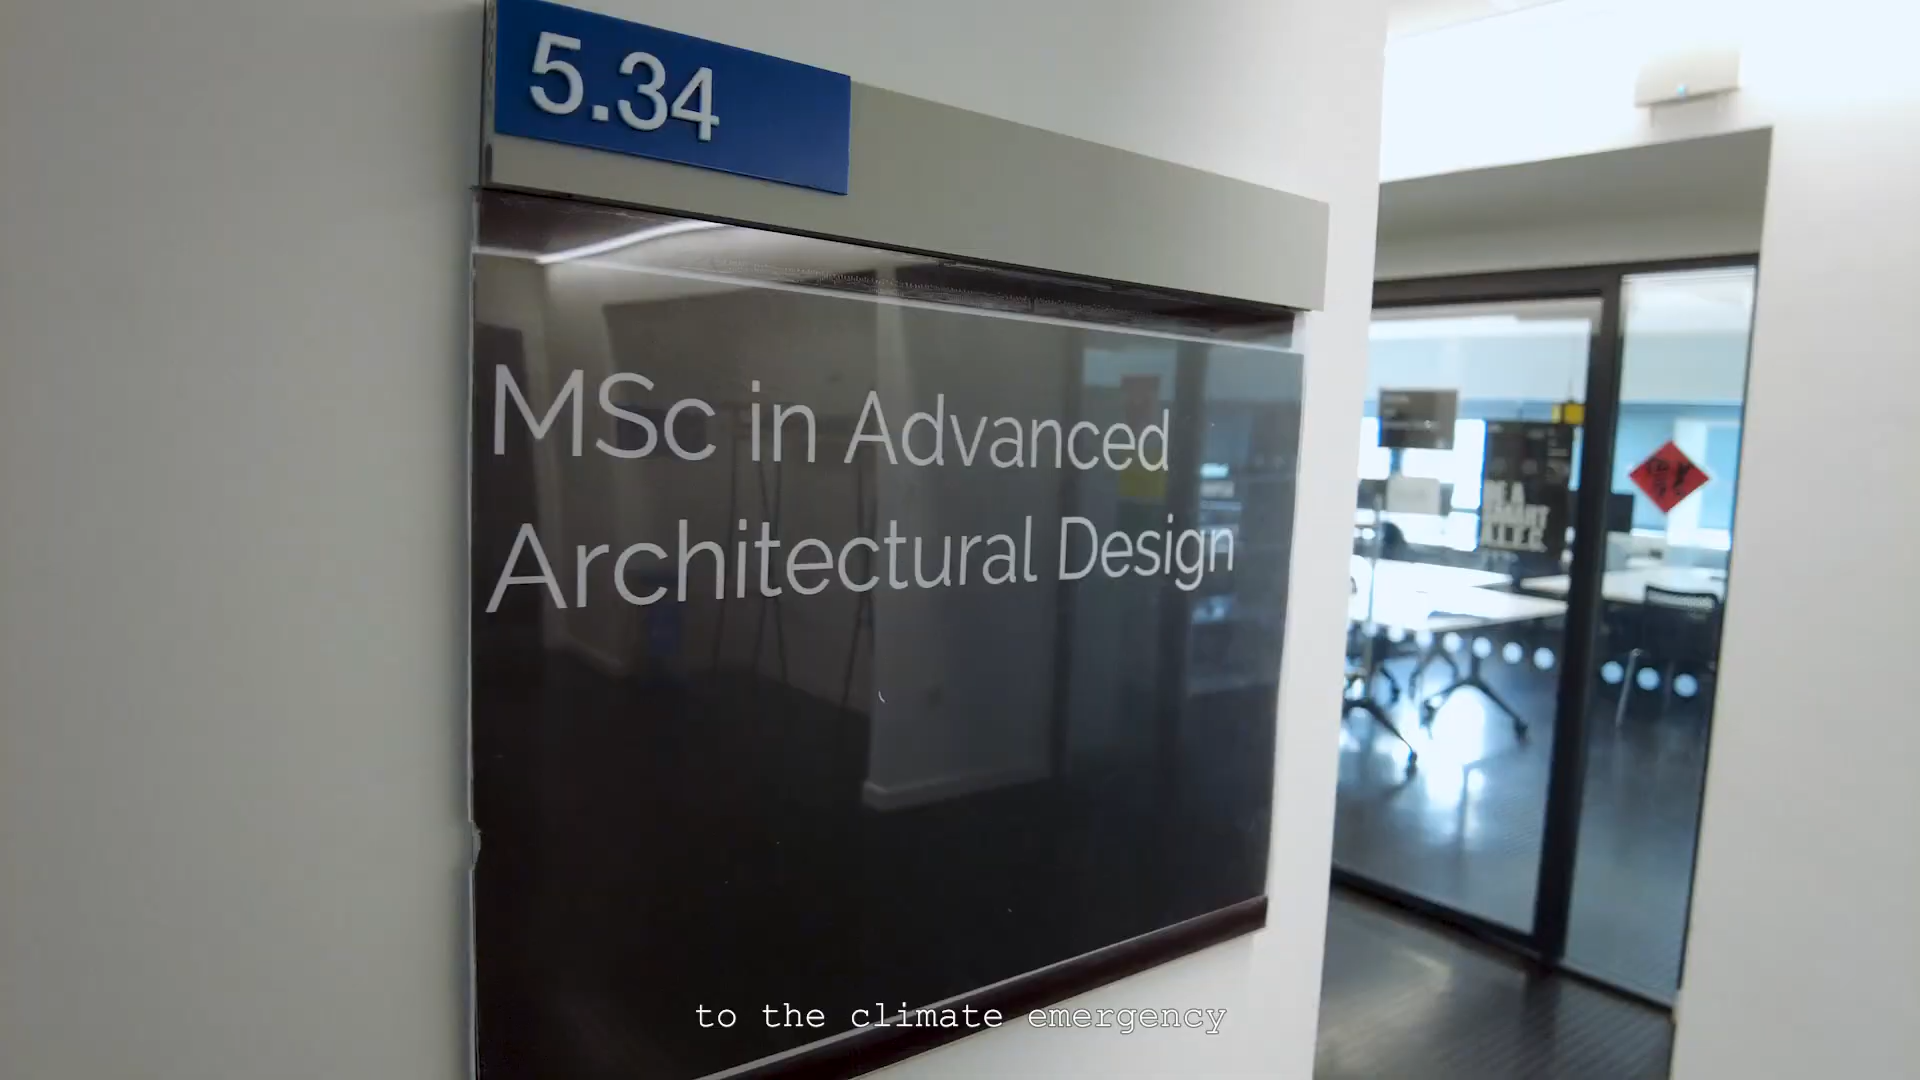 5.34
MSc in Advanced
Architectural Design
to the climate emergency